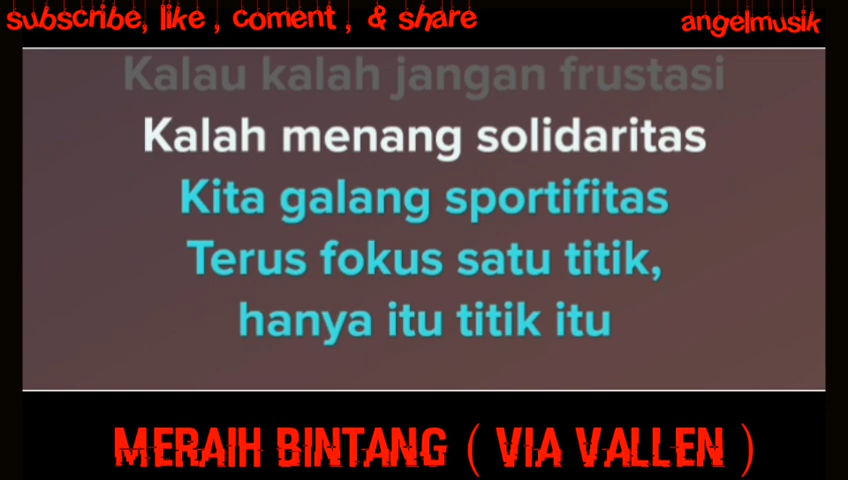 subscribe, like , coment , & share
angelmusik
Kalau kalah jangan frustasi
Kalah menang solidaritas
Kita galang sportifitas
Terus fokus satu titik,
hanya itu titik itu
MERAIH BINTANG ( VIA VALLEN )